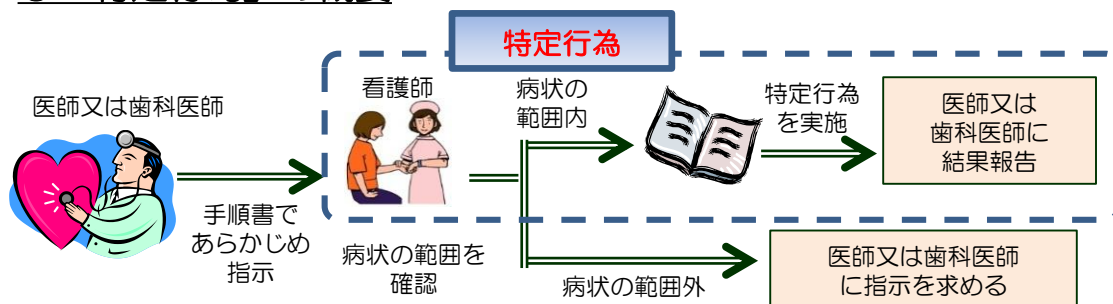 特定行為
医師又は歯科医師
看護師
病状の
範囲内
特定行為
を実施
医師又は
歯科医師に
結果報告
手順書で
あらかじめ
指示
病状の範囲を
確認
病状の範囲外
医師又は歯科医師
に指示を求める